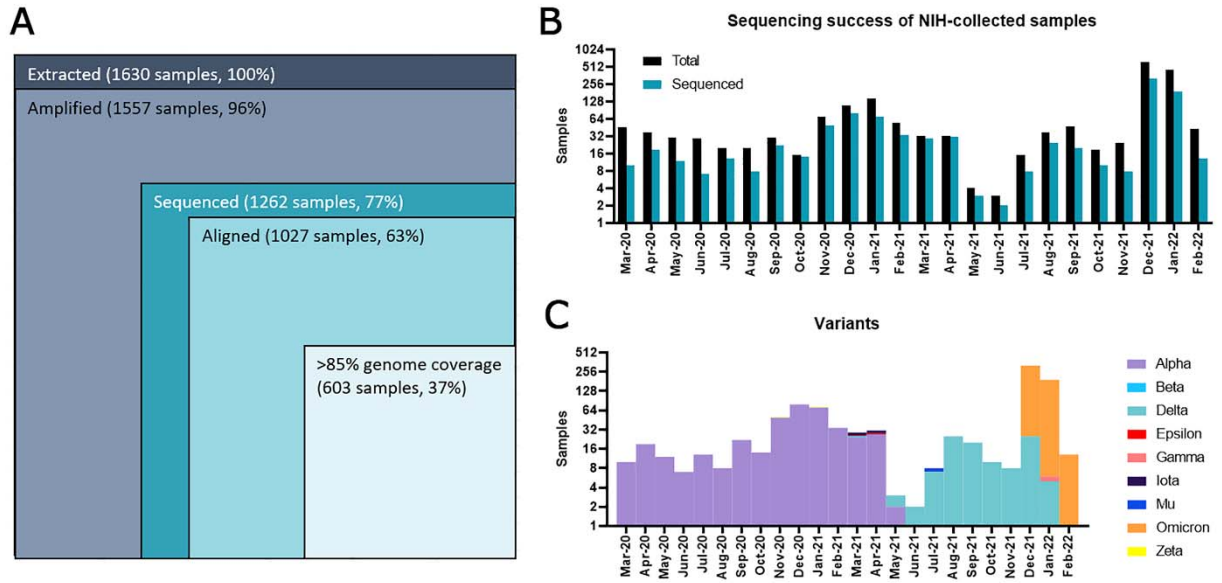 A
Extracted (1630 samples, 100%)
Amplified (1557 samples, 96%)
Sequenced (1262 samples, 77%)
Aligned (1027 samples, 63%)
>85% genome coverage
(603 samples, 37%)
B
Sequencing success of NIH-collected samples
Total
Sequenced
Samples
1024
512
256
128
64
32
16
8
4
2
1
Mar-20
Apr-20
May-20
Jun-20
Jul-20
Aug-20
Sep-20
Oct-20
Nov-20
Dec-20
Jan-21
Feb-21
Mar-21
Apr-21
May-21
Jun-21
Jul-21
Aug-21
Sep-21
Oct-21
Nov-21
Dec-21
Jan-22
Feb-22
C
Variants
Samples
512
256
128
64
32
16
8
4
2
1
Mar-20
Apr-20
May-20
Jun-20
Jul-20
Aug-20
Sep-20
Oct-20
Nov-20
Dec-20
Jan-21
Feb-21
Mar-21
Apr-21
May-21
Jun-21
Jul-21
Aug-21
Sep-21
Oct-21
Nov-21
Dec-21
Jan-22
Feb-22
Alpha
Beta
Delta
Epsilon
Gamma
Iota
Mu
Omicron
Zeta